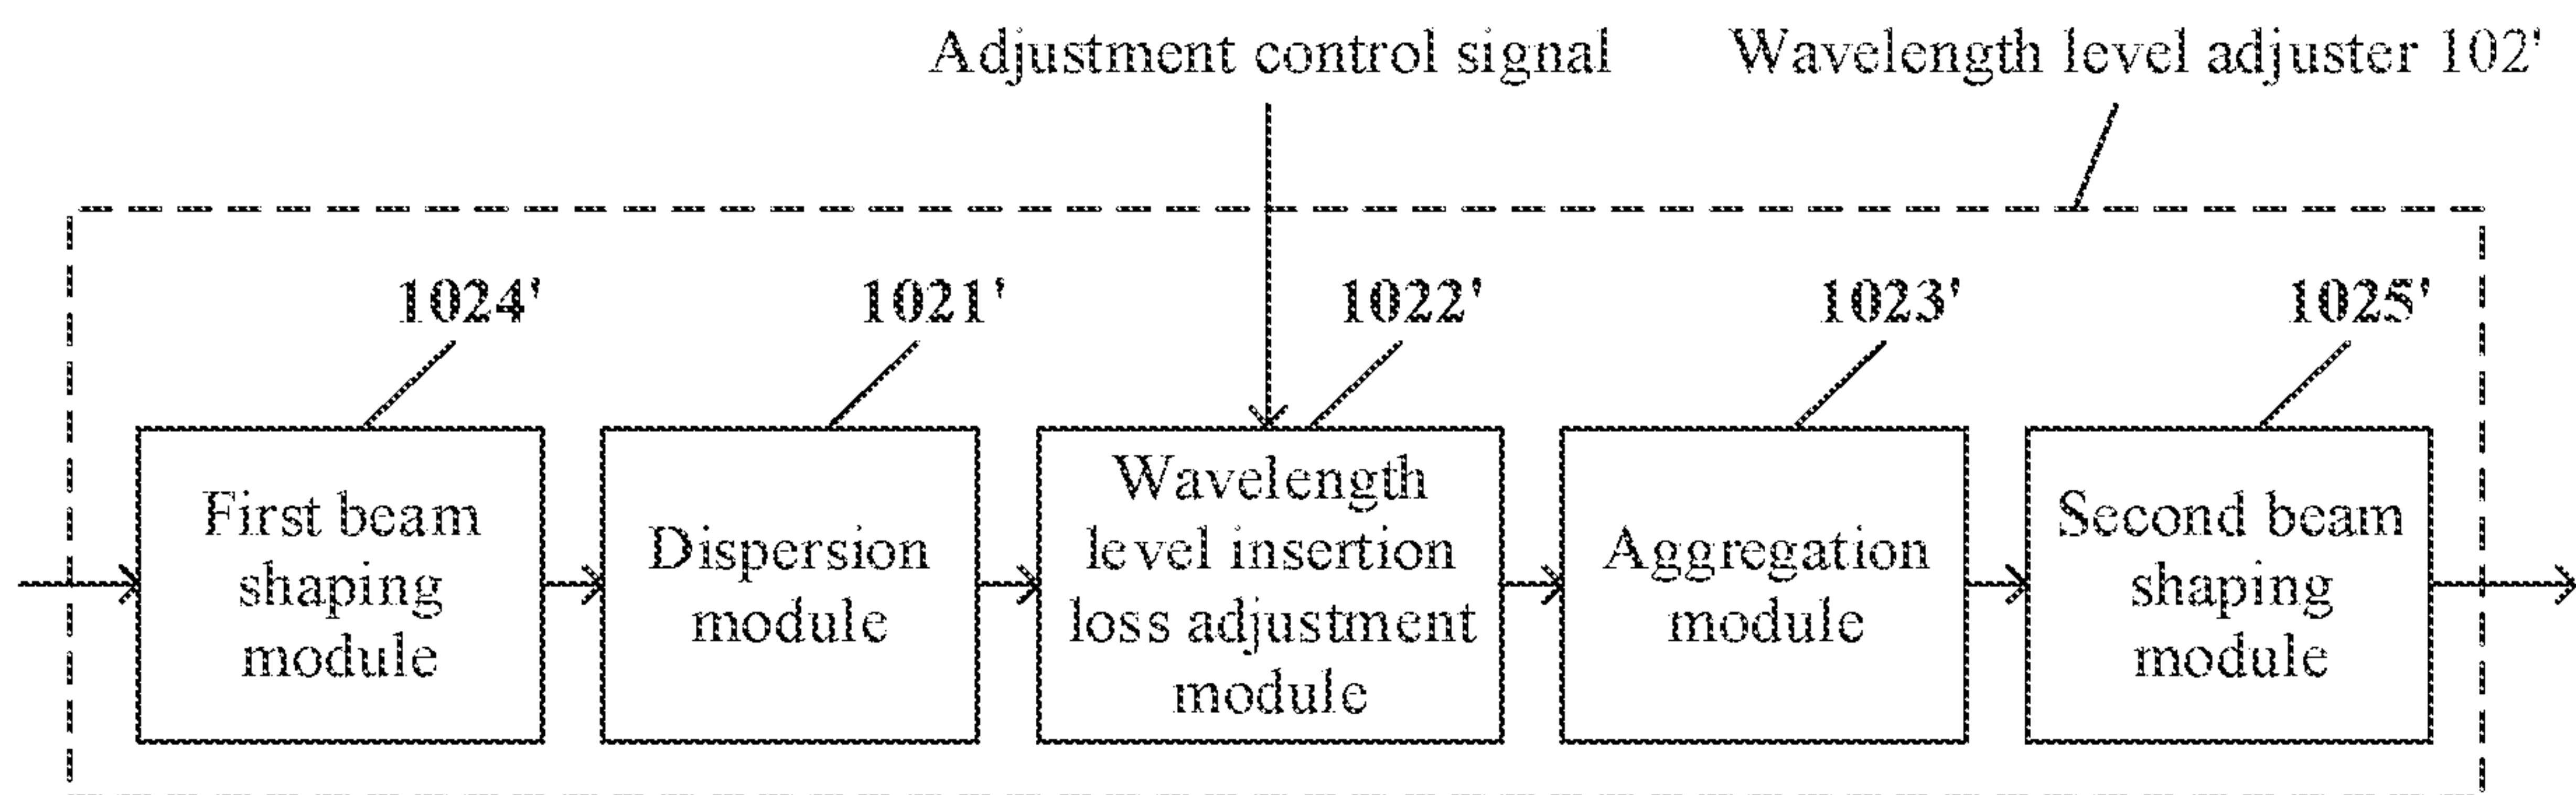 Adjustment control signal
Wavelength level adjuster 102'
1024'
1021'
1022'
1023'
1025'
First beam
shaping
module
Dispersion
module
Wavelength
level insertion
loss adjustment
module
Aggregation
module
Second beam
shaping
module